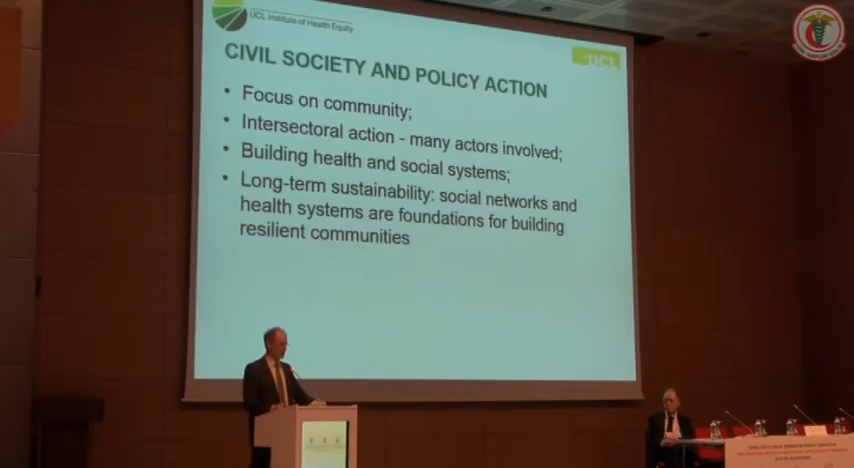 UCL Institute of Health Equity
UCL
CIVIL SOCIETY AND POLICY ACTION
• Focus on community;
• Intersectoral action - many actors involved;
• Building health and social systems;
• Long-term sustainability: social networks and
health systems are foundations for building
resilient communities